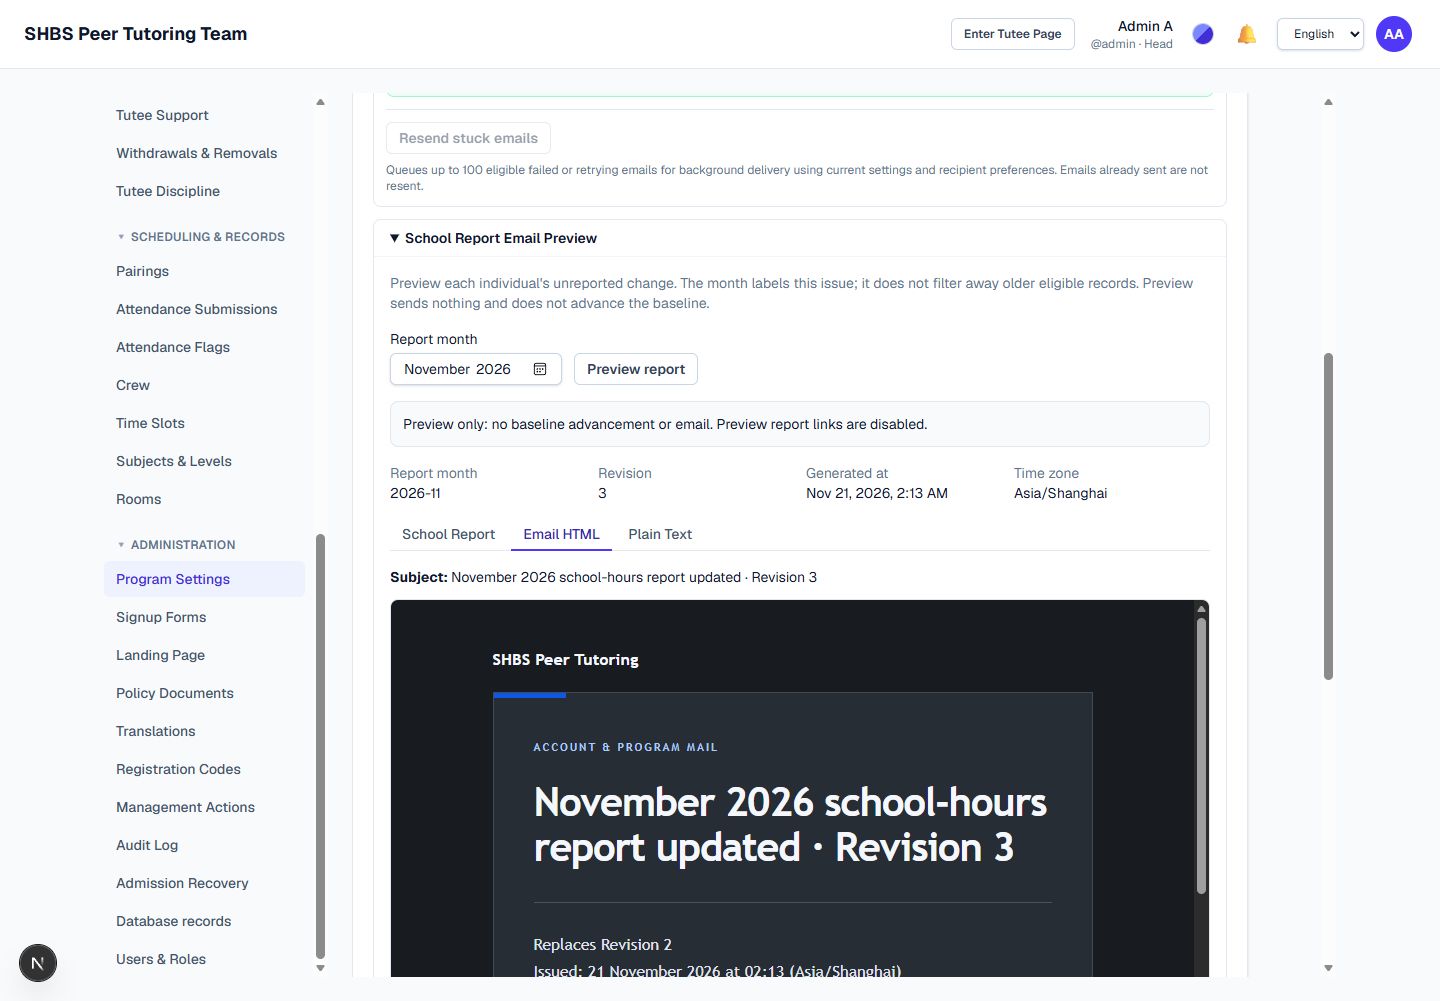 SHBS Peer Tutoring Team
Enter Tutee Page
Admin A
@admin · Head
English
AA
Tutee Support
Withdrawals & Removals
Tutee Discipline
SCHEDULING & RECORDS
Pairings
Attendance Submissions
Attendance Flags
Crew
Time Slots
Subjects & Levels
Rooms
ADMINISTRATION
Program Settings
Signup Forms
Landing Page
Policy Documents
Translations
Registration Codes
Management Actions
Audit Log
Admission Recovery
Database records
Users & Roles
N
Resend stuck emails
Queues up to 100 eligible failed or retrying emails for background delivery using current settings and recipient preferences. Emails already sent are not
resent.
School Report Email Preview
Preview each individual's unreported change. The month labels this issue; it does not filter away older eligible records. Preview
sends nothing and does not advance the baseline.
Report month
November 2026
Preview report
Preview only: no baseline advancement or email. Preview report links are disabled.
Report month
2026-11
Revision
3
Generated at
Nov 21, 2026, 2:13 AM
Time zone
Asia/Shanghai
School Report
Email HTML
Plain Text
Subject: November 2026 school-hours report updated · Revision 3
SHBS Peer Tutoring
ACCOUNT & PROGRAM MAIL
November 2026 school-hours
report updated · Revision 3
Replaces Revision 2
Issued: 21 November 2026 at 02:13 (Asia/Shanghai)